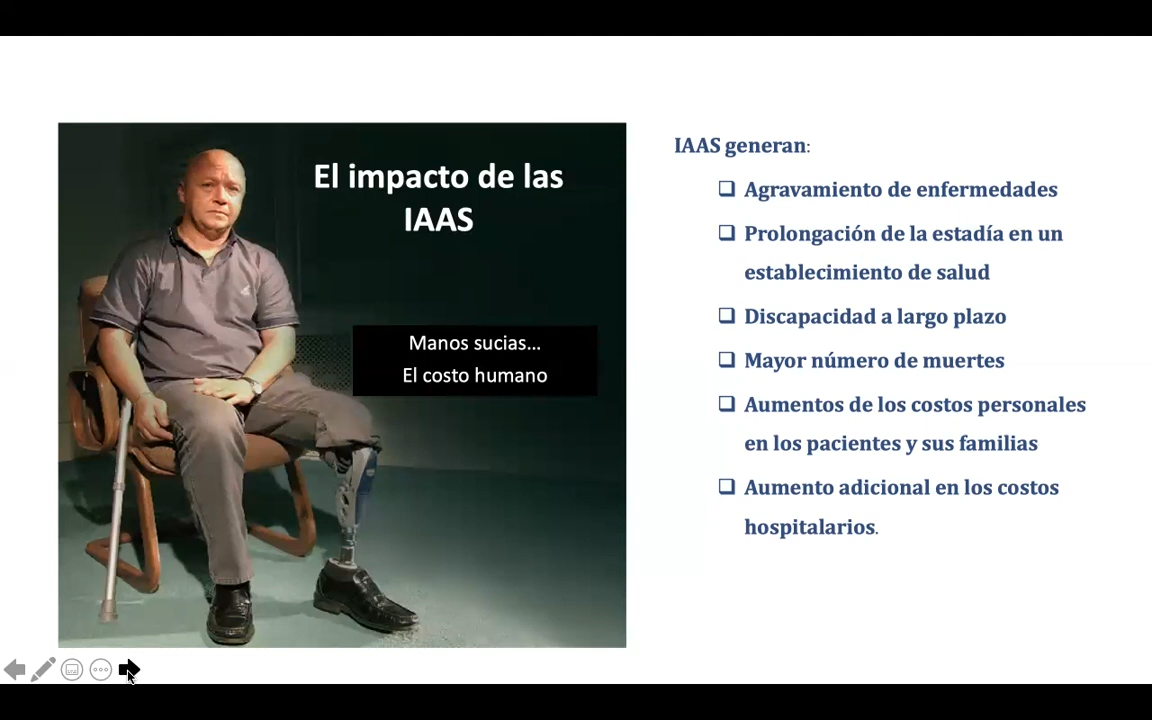 El impacto de las
IAAS
Manos sucias...
El costo humano
IAAS generan:
❑ Agravamiento de enfermedades
❑ Prolongación de la estadía en un
establecimiento de salud
❑ Discapacidad a largo plazo
❑ Mayor número de muertes
❑ Aumentos de los costos personales
en los pacientes y sus familias
❑ Aumento adicional en los costos
hospitalarios.